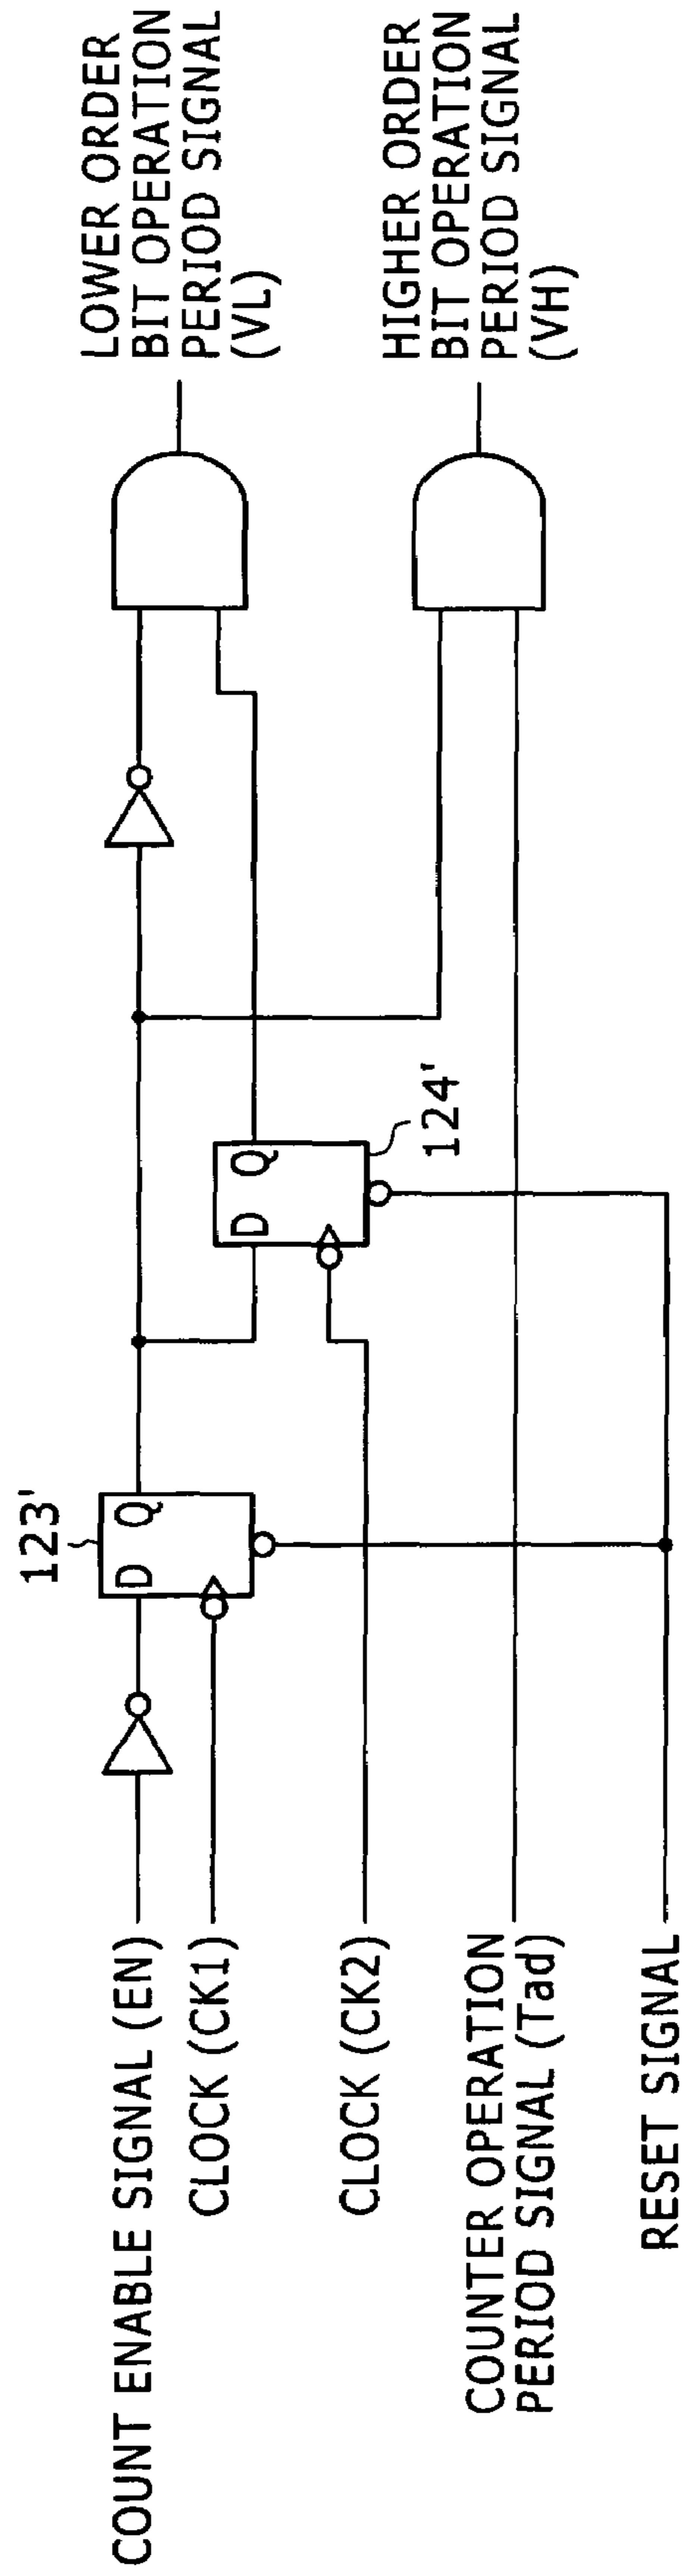 COUNT ENABLE SIGNAL (EN)
CLOCK (CK1)
CLOCK (CK2)
COUNTER OPERATION
PERIOD SIGNAL (Tad)
RESET SIGNAL
123'
D Q
124'
D Q
LOWER ORDER
BIT OPERATION
PERIOD SIGNAL
(VL)
HIGHER ORDER
BIT OPERATION
PERIOD SIGNAL
(VH)